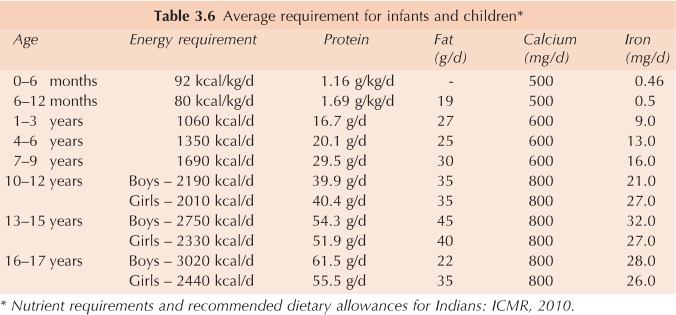 Table 3.6 Average requirement for infants and children*
Age Energy requirement Protein Fat Calcium Iron
(g/d) (mg/d) (mg/d)
0–6 months 92 kcal/kg/d 1.16 g/kg/d - 500 0.46
6–12 months 80 kcal/kg/d 1.69 g/kg/d 19 500 0.5
1–3 years 1060 kcal/d 16.7 g/d 27 600 9.0
4–6 years 1350 kcal/d 20.1 g/d 25 600 13.0
7–9 years 1690 kcal/d 29.5 g/d 30 600 16.0
10–12 years Boys – 2190 kcal/d 39.9 g/d 35 800 21.0
Girls – 2010 kcal/d 40.4 g/d 35 800 27.0
13–15 years Boys – 2750 kcal/d 54.3 g/d 45 800 32.0
Girls – 2330 kcal/d 51.9 g/d 40 800 27.0
16–17 years Boys – 3020 kcal/d 61.5 g/d 22 800 28.0
Girls – 2440 kcal/d 55.5 g/d 35 800 26.0
* Nutrient requirements and recommended dietary allowances for Indians: ICMR, 2010.